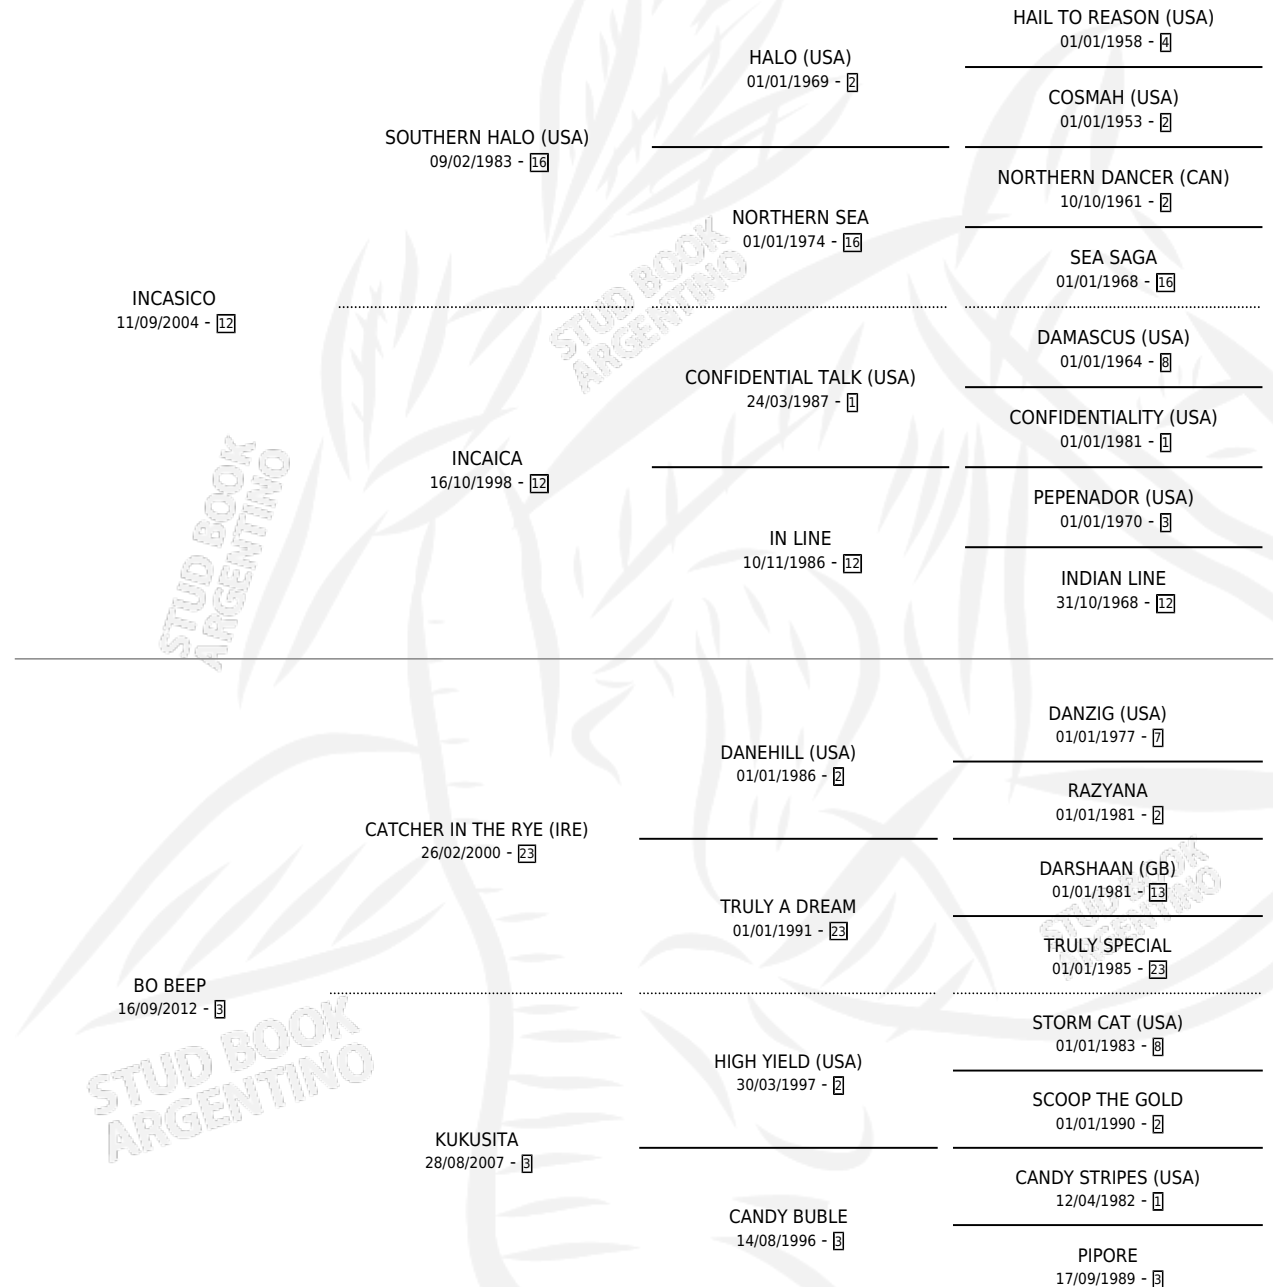 HAIL TO REASON (USA)
01/01/1958 - 4
HALO (USA)
01/01/1969 - 2
COSMAH (USA)
01/01/1953 - 2
SOUTHERN HALO (USA)
09/02/1983 - 16
NORTHERN DANCER (CAN)
10/10/1961 - 2
NORTHERN SEA
01/01/1974 - 16
SEA SAGA
01/01/1968 - 16
INCASICO
11/09/2004 - 12
STUD BOOK
ARGENTINO
DAMASCUS (USA)
01/01/1964 - 8
CONFIDENTIAL TALK (USA)
24/03/1987 - 1
CONFIDENTIALITY (USA)
01/01/1981 - 1
INCAICA
16/10/1998 - 12
PEPENADOR (USA)
01/01/1970 - 3
IN LINE
10/11/1986 - 12
INDIAN LINE
31/10/1968 - 12
STUD BOOK
ARGENTINO
DANZIG (USA)
01/01/1977 - 7
DANEHILL (USA)
01/01/1986 - 2
RAZYANA
01/01/1981 - 2
CATCHER IN THE RYE (IRE)
26/02/2000 - 23
DARSHAAN (GB)
01/01/1981 - 13
TRULY A DREAM
01/01/1991 - 23
STUD BOOK
ARGENTINO
TRULY SPECIAL
01/01/1985 - 23
BO BEEP
16/09/2012 - 3
STORM CAT (USA)
01/01/1983 - 8
HIGH YIELD (USA)
30/03/1997 - 2
SCOOP THE GOLD
01/01/1990 - 2
STUD BOOK
ARGENTINO
KUKUSITA
28/08/2007 - 3
CANDY STRIPES (USA)
12/04/1982 - 1
CANDY BUBLE
14/08/1996 - 3
PIPORE
17/09/1989 - 3